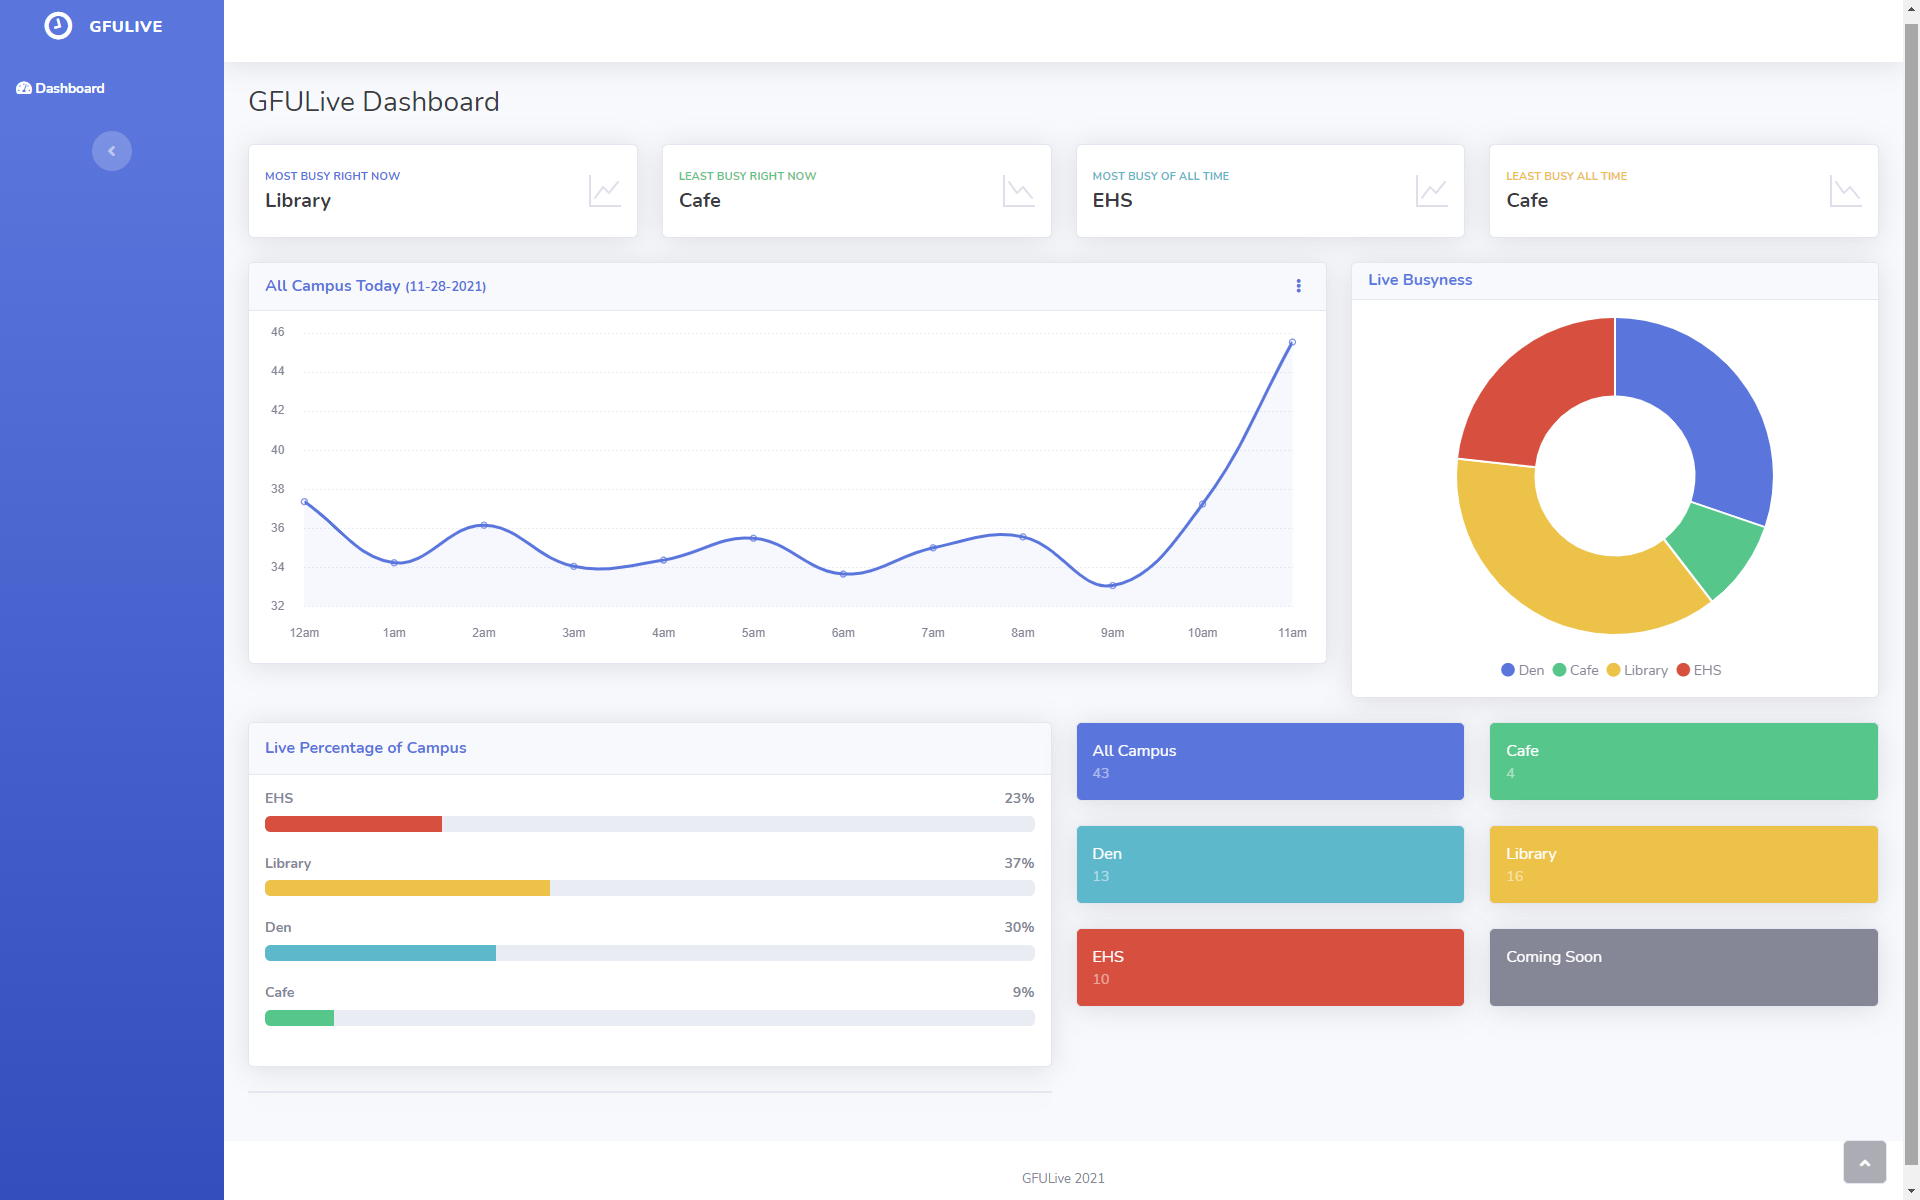 GFULIVE
Dashboard
GFULive Dashboard
MOST BUSY RIGHT NOW
Library
LEAST BUSY RIGHT NOW
Cafe
MOST BUSY OF ALL TIME
EHS
LEAST BUSY ALL TIME
Cafe
All Campus Today (11-28-2021)
46
44
42
40
38
36
34
32
12am 1am 2am 3am 4am 5am 6am 7am 8am 9am 10am 11am
Live Busyness
Den Cafe Library EHS
Live Percentage of Campus
EHS 23%
Library 37%
Den 30%
Cafe 9%
All Campus
43
Cafe
4
Den
13
Library
16
EHS
10
Coming Soon
GFULive 2021